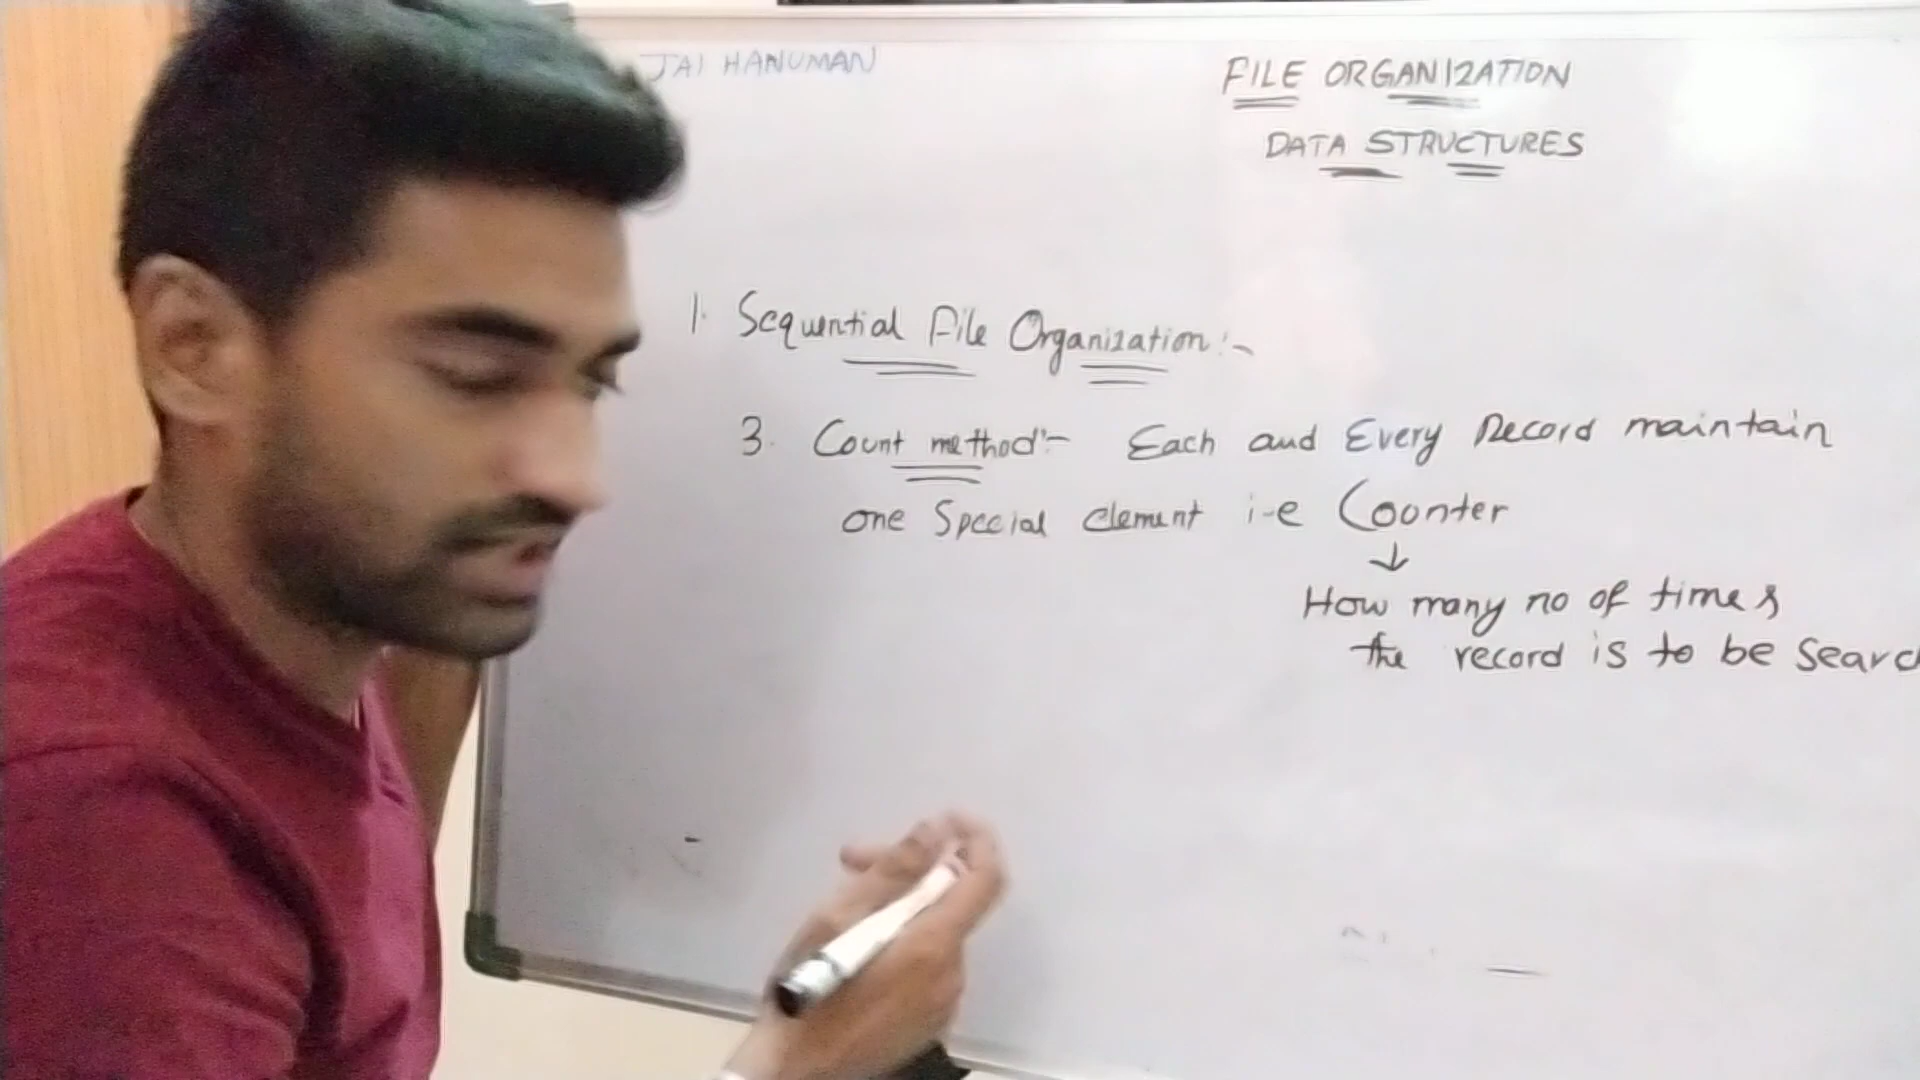 JAI HANUMAN
FILE ORGANIZATION
DATA STRUCTURES
1. Sequential File Organization:-
3. Count method:- Each and Every Record maintain
one Special element i-e Counter
↓
How many no of times
the record is to be Searc